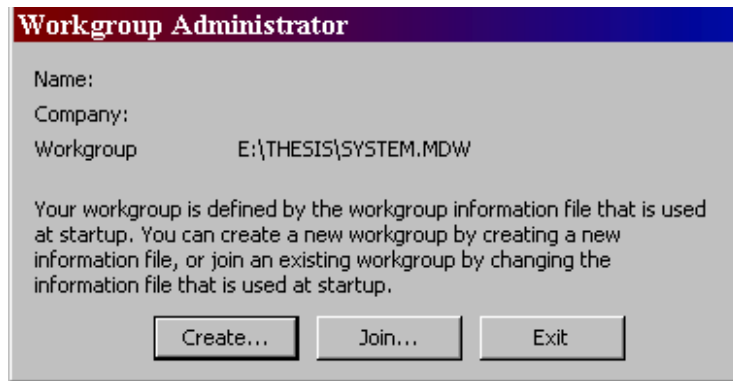 Workgroup Administrator
Name:
Company:
Workgroup E:\THESIS\SYSTEM.MDW
Your workgroup is defined by the workgroup information file that is used
at startup. You can create a new workgroup by creating a new
information file, or join an existing workgroup by changing the
information file that is used at startup.
Create... Join... Exit